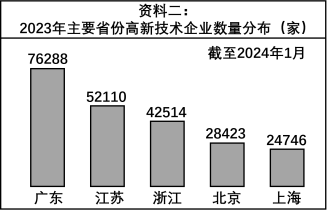 资料二：
2023年主要省份高新技术企业数量分布（家）
截至2024年1月
76288
52110
42514
28423
24746
广东 江苏 浙江 北京 上海